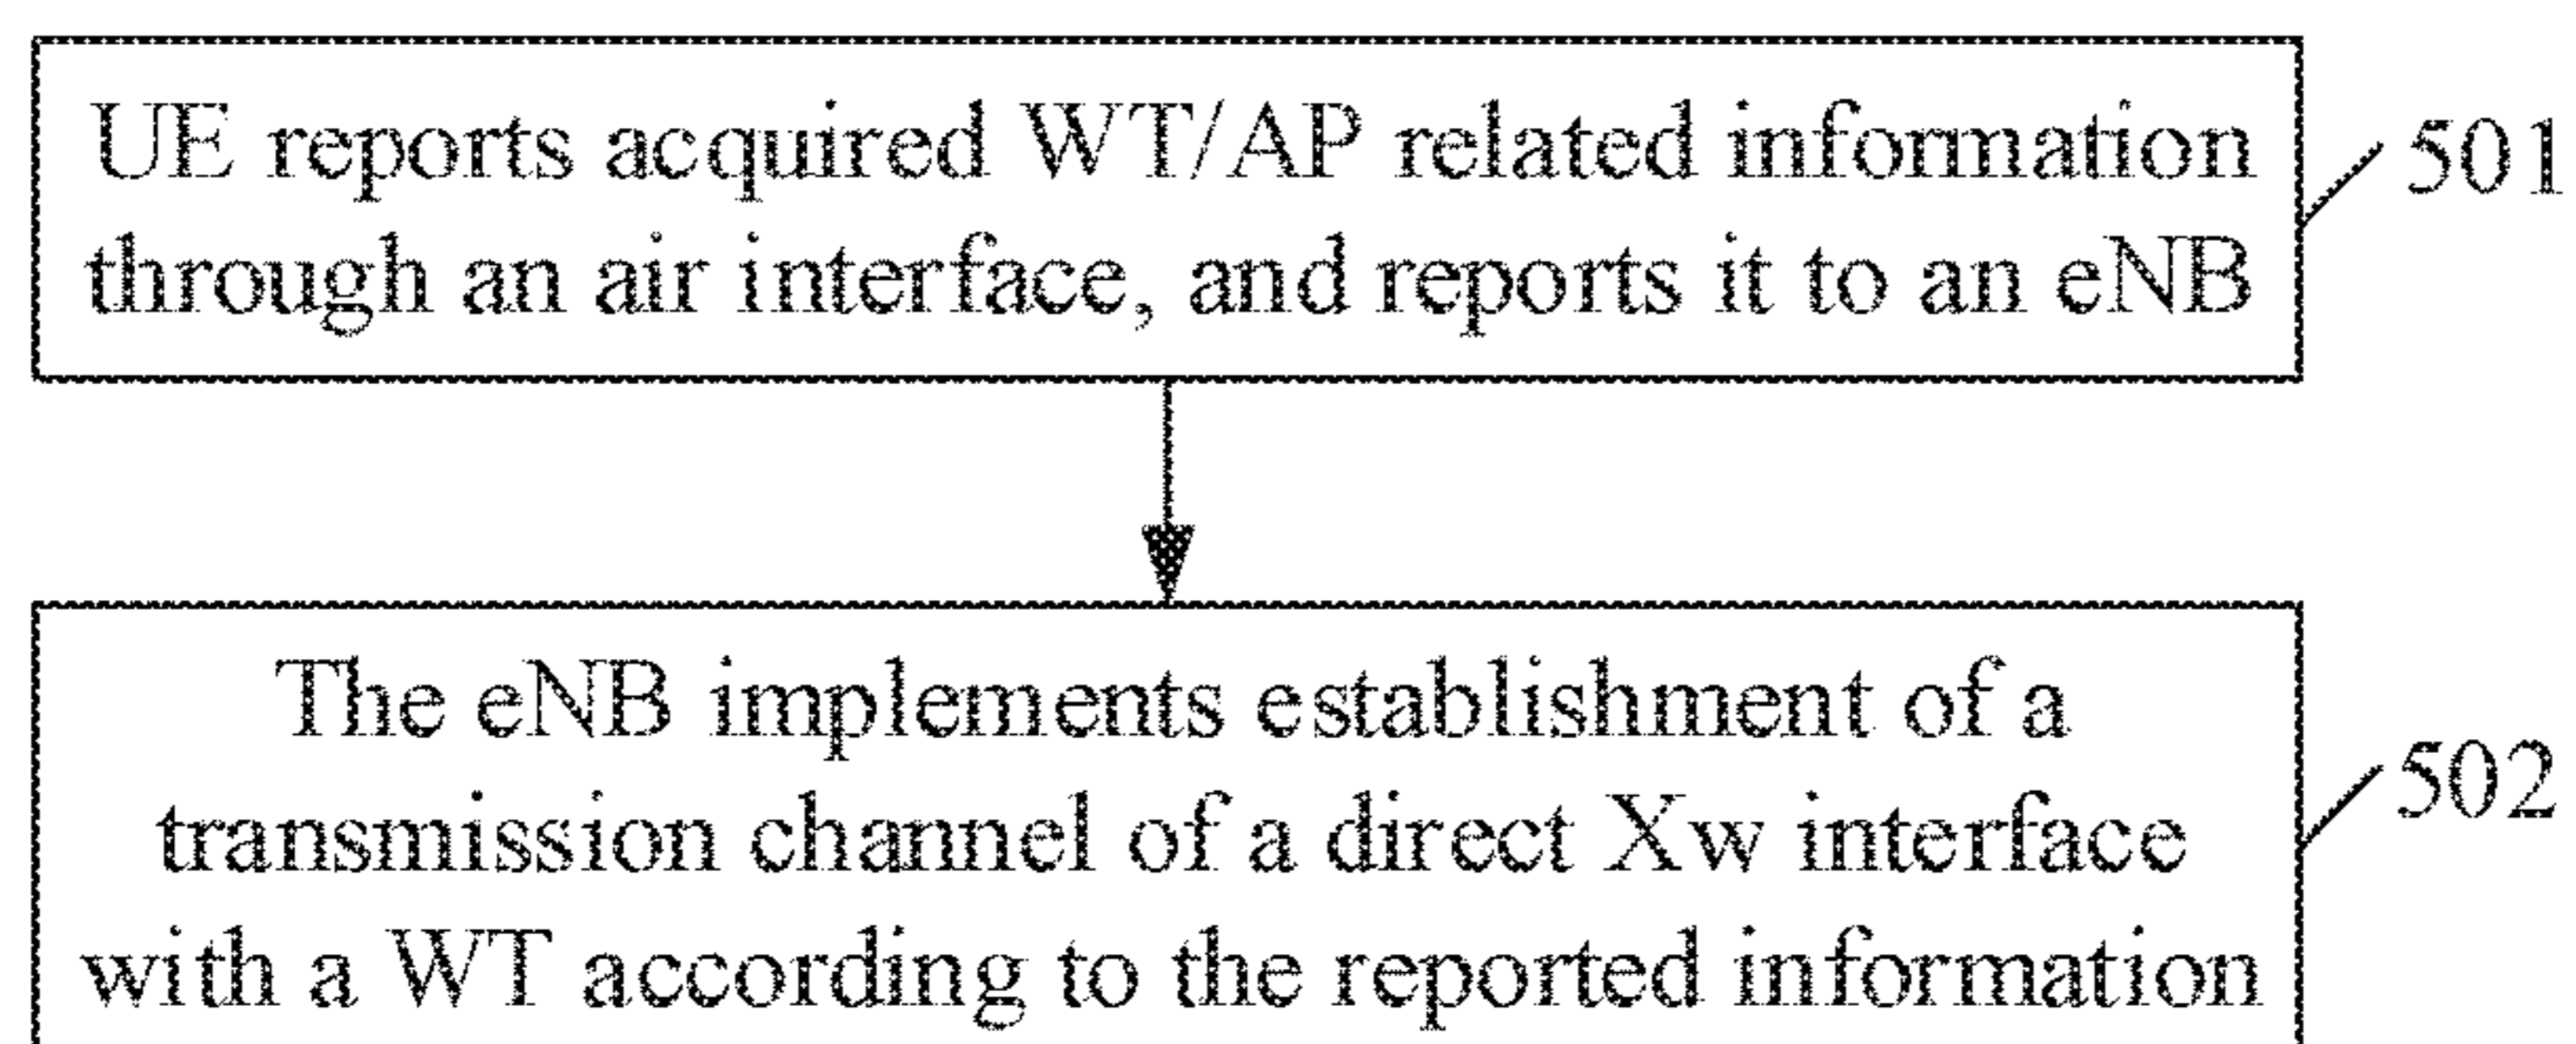 UE reports acquired WT/AP related information
through an air interface, and reports it to an eNB
501
The eNB implements establishment of a
transmission channel of a direct Xw interface
with a WT according to the reported information
502